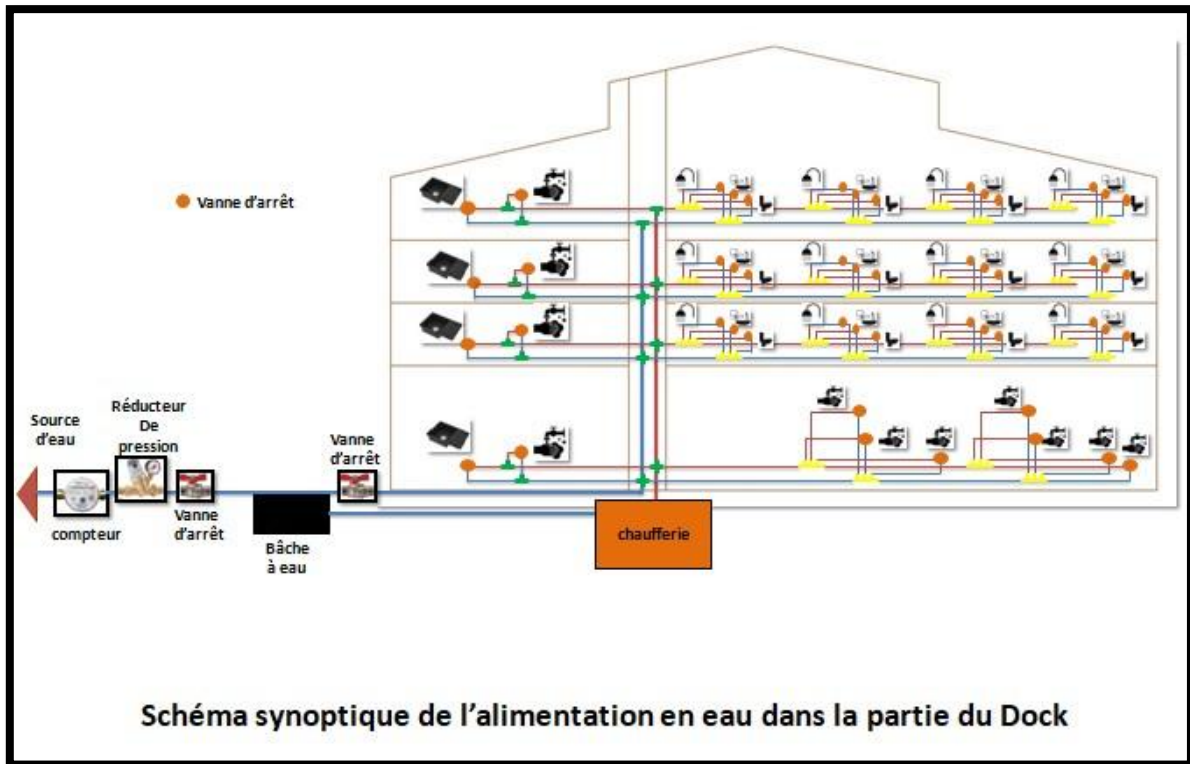 Vanne d'arrêt
Source
d'eau
Réducteur
De
pression
Vanne
d'arrêt
compteur
Vanne
d'arrêt
Bâche
à eau
chaufferie
Schéma synoptique de l'alimentation en eau dans la partie du Dock